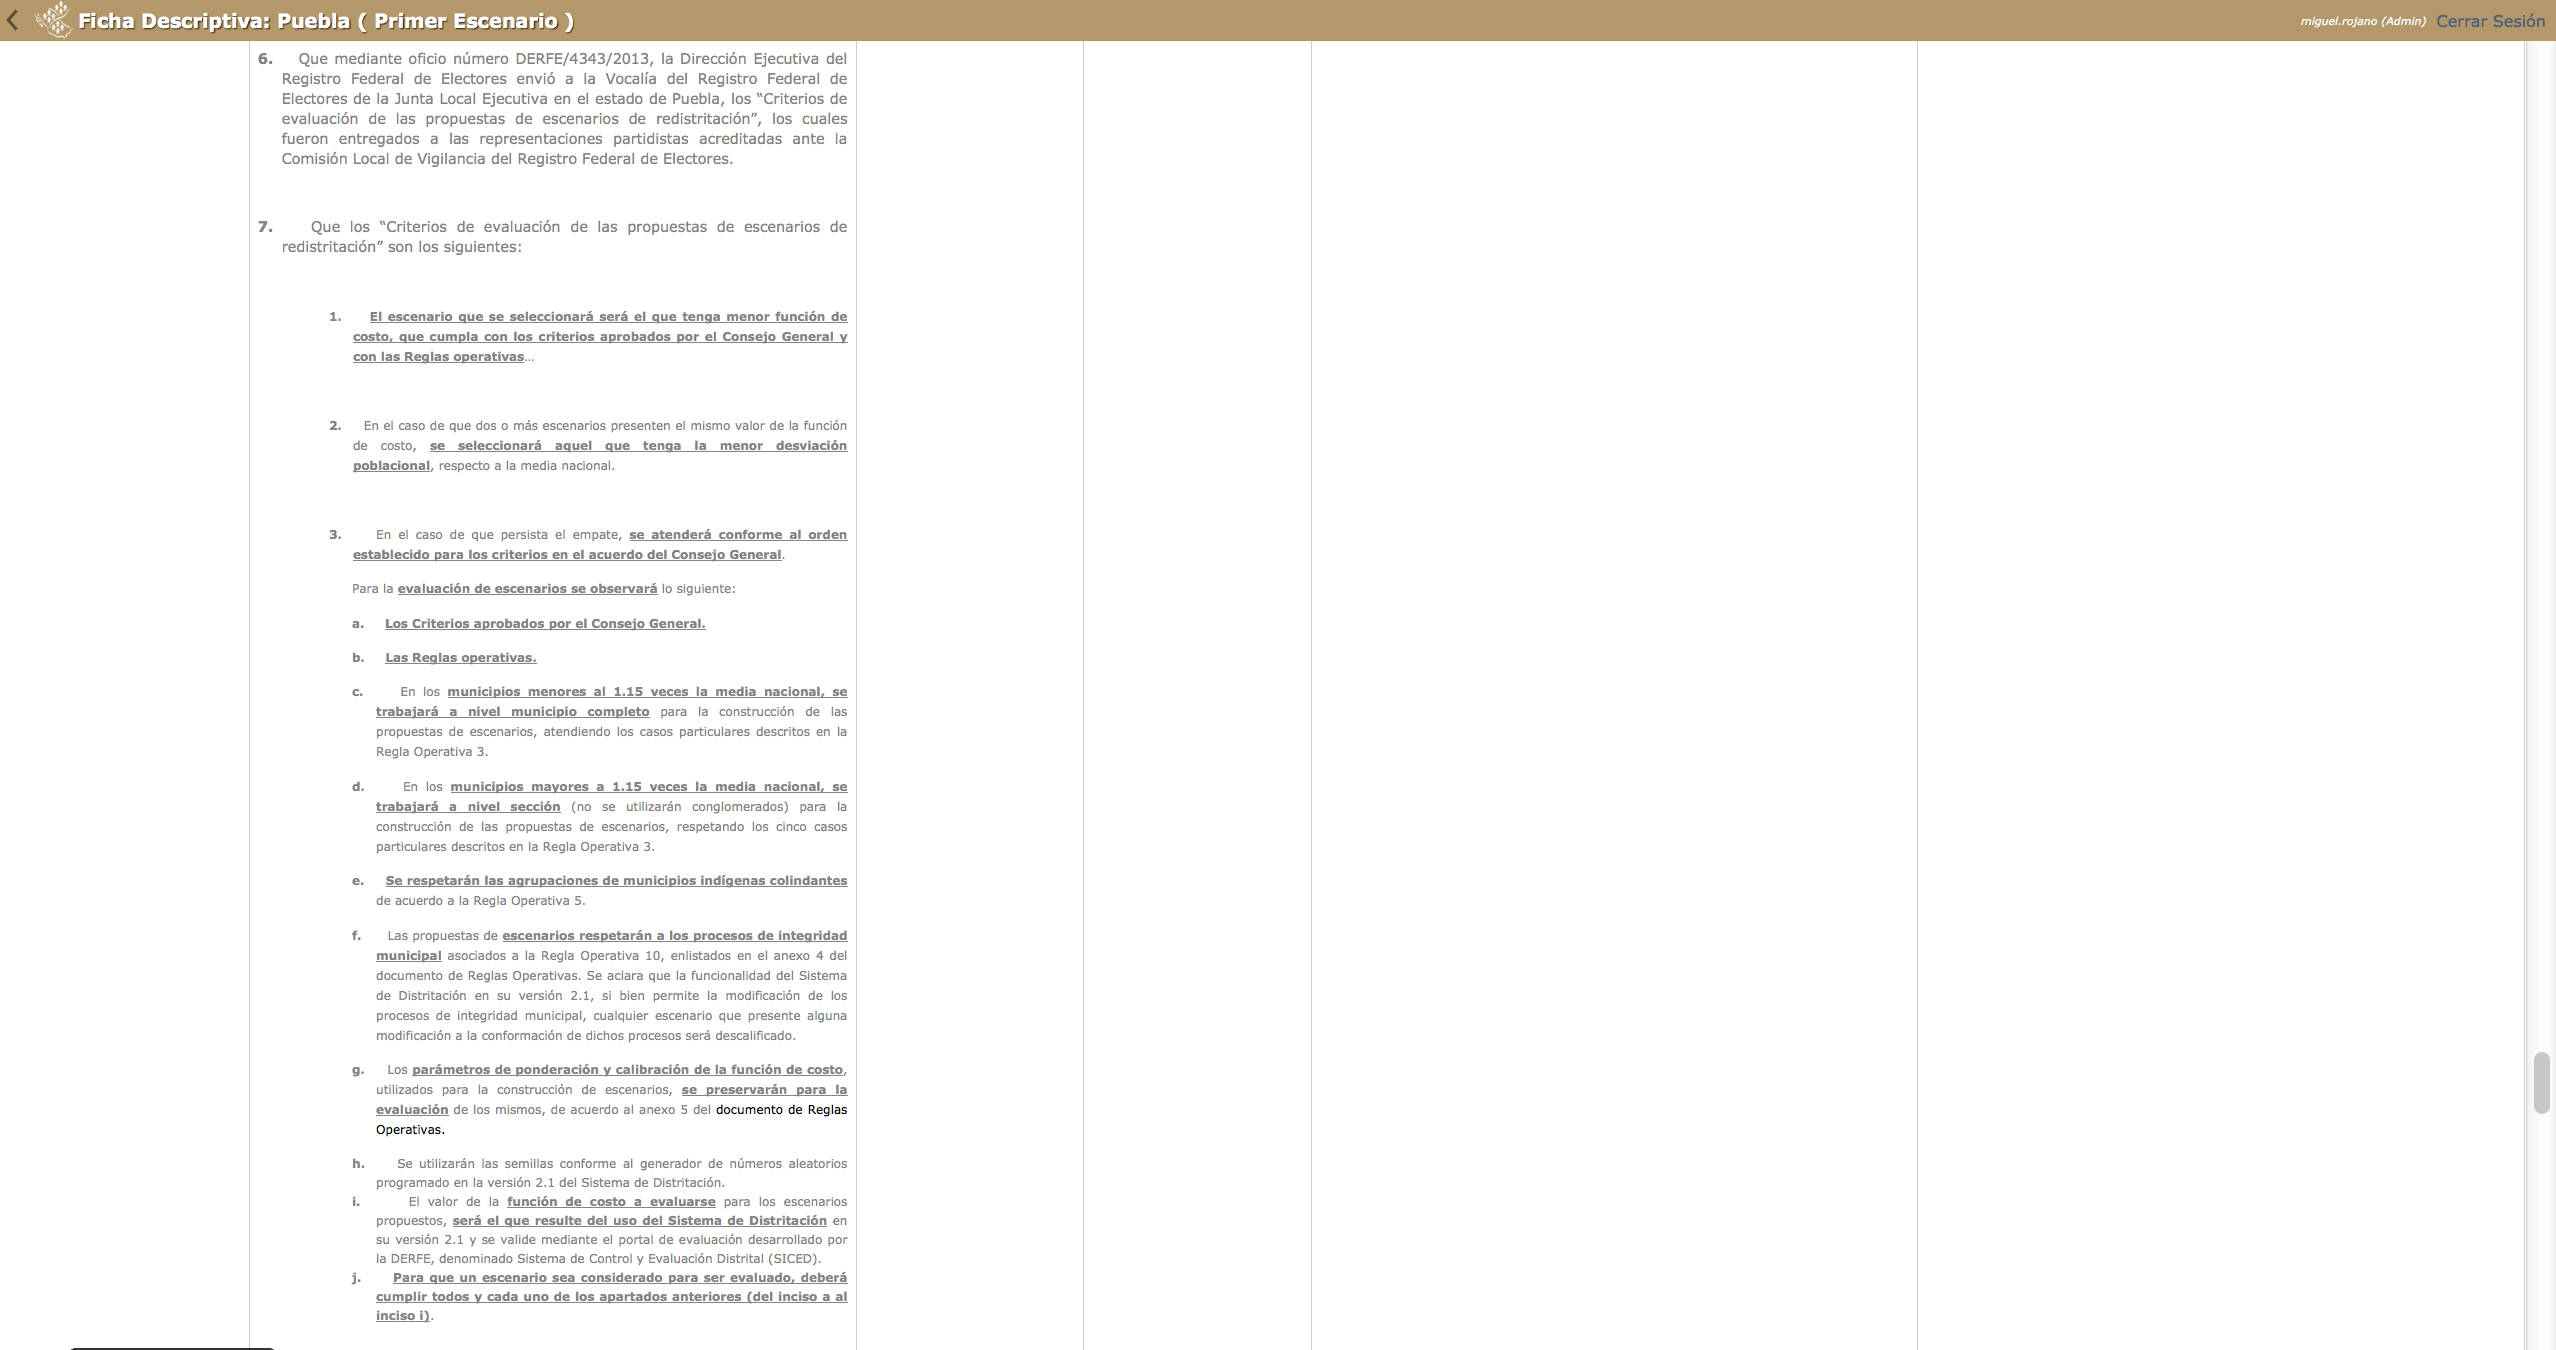 Ficha Descriptiva: Puebla ( Primer Escenario )
miguel.rojano (Admin) Cerrar Sesión
6. Que mediante oficio número DERFE/4343/2013, la Dirección Ejecutiva del
Registro Federal de Electores envió a la Vocalía del Registro Federal de
Electores de la Junta Local Ejecutiva en el estado de Puebla, los “Criterios de
evaluación de las propuestas de escenarios de redistritación”, los cuales
fueron entregados a las representaciones partidistas acreditadas ante la
Comisión Local de Vigilancia del Registro Federal de Electores.
7. Que los “Criterios de evaluación de las propuestas de escenarios de
redistritación” son los siguientes:
1. El escenario que se seleccionará será el que tenga menor función de
costo, que cumpla con los criterios aprobados por el Consejo General y
con las Reglas operativas...
2. En el caso de que dos o más escenarios presenten el mismo valor de la función
de costo, se seleccionará aquel que tenga la menor desviación
poblacional, respecto a la media nacional.
3. En el caso de que persista el empate, se atenderá conforme al orden
establecido para los criterios en el acuerdo del Consejo General.
Para la evaluación de escenarios se observará lo siguiente:
a. Los Criterios aprobados por el Consejo General.
b. Las Reglas operativas.
c. En los municipios menores al 1.15 veces la media nacional, se
trabajará a nivel municipio completo para la construcción de las
propuestas de escenarios, atendiendo los casos particulares descritos en la
Regla Operativa 3.
d. En los municipios mayores a 1.15 veces la media nacional, se
trabajará a nivel sección (no se utilizarán conglomerados) para la
construcción de las propuestas de escenarios, respetando los cinco casos
particulares descritos en la Regla Operativa 3.
e. Se respetarán las agrupaciones de municipios indígenas colindantes
de acuerdo a la Regla Operativa 5.
f. Las propuestas de escenarios respetarán a los procesos de integridad
municipal asociados a la Regla Operativa 10, enlistados en el anexo 4 del
documento de Reglas Operativas. Se aclara que la funcionalidad del Sistema
de Distritación en su versión 2.1, si bien permite la modificación de los
procesos de integridad municipal, cualquier escenario que presente alguna
modificación a la conformación de dichos procesos será descalificado.
g. Los parámetros de ponderación y calibración de la función de costo,
utilizados para la construcción de escenarios, se preservarán para la
evaluación de los mismos, de acuerdo al anexo 5 del documento de Reglas
Operativas.
h. Se utilizarán las semillas conforme al generador de números aleatorios
programado en la versión 2.1 del Sistema de Distritación.
i. El valor de la función de costo a evaluarse para los escenarios
propuestos, será el que resulte del uso del Sistema de Distritación en
su versión 2.1 y se valide mediante el portal de evaluación desarrollado por
la DERFE, denominado Sistema de Control y Evaluación Distrital (SICED).
j. Para que un escenario sea considerado para ser evaluado, deberá
cumplir todos y cada uno de los apartados anteriores (del inciso a al
inciso i).